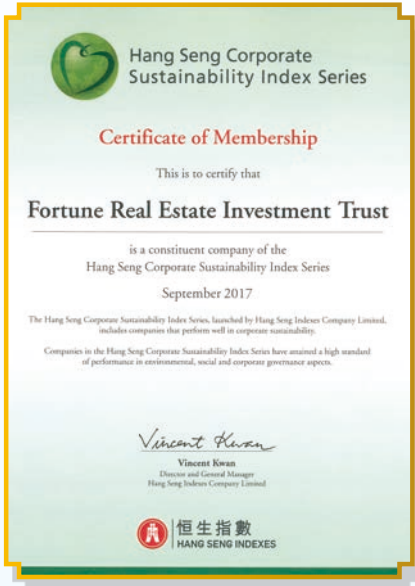 Hang Seng Corporate
Sustainability Index Series
Certificate of Membership
This is to certify that
Fortune Real Estate Investment Trust
is a constituent company of the
Hang Seng Corporate Sustainability Index Series
September 2017
The Hang Seng Corporate Sustainability Index Series, launched by Hang Seng Indexes Company Limited,
includes companies that perform well in corporate sustainability.
Companies in the Hang Seng Corporate Sustainability Index Series have attained a high standard
of performance in environmental, social and corporate governance aspects.
Vincent Kwan
Vincent Kwan
Director and General Manager
Hang Seng Indexes Company Limited
恒生指數
HANG SENG INDEXES